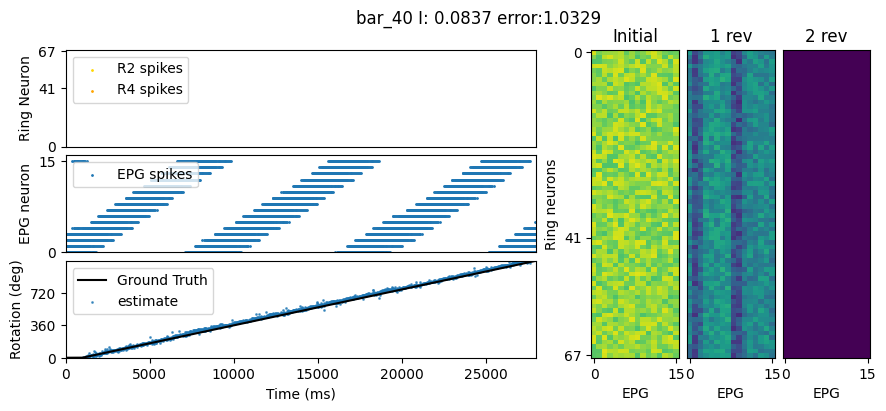 bar_40 I: 0.0837 error:1.0329
Ring Neuron
67
41
0
R2 spikes
R4 spikes
EPG neuron
15
0
EPG spikes
Rotation (deg)
720
360
0
Ground Truth
estimate
0 5000 10000 15000 20000 25000
Time (ms)
Initial 1 rev 2 rev
Ring neurons
0
41
67
0 15 0 15 0 15
EPG EPG EPG